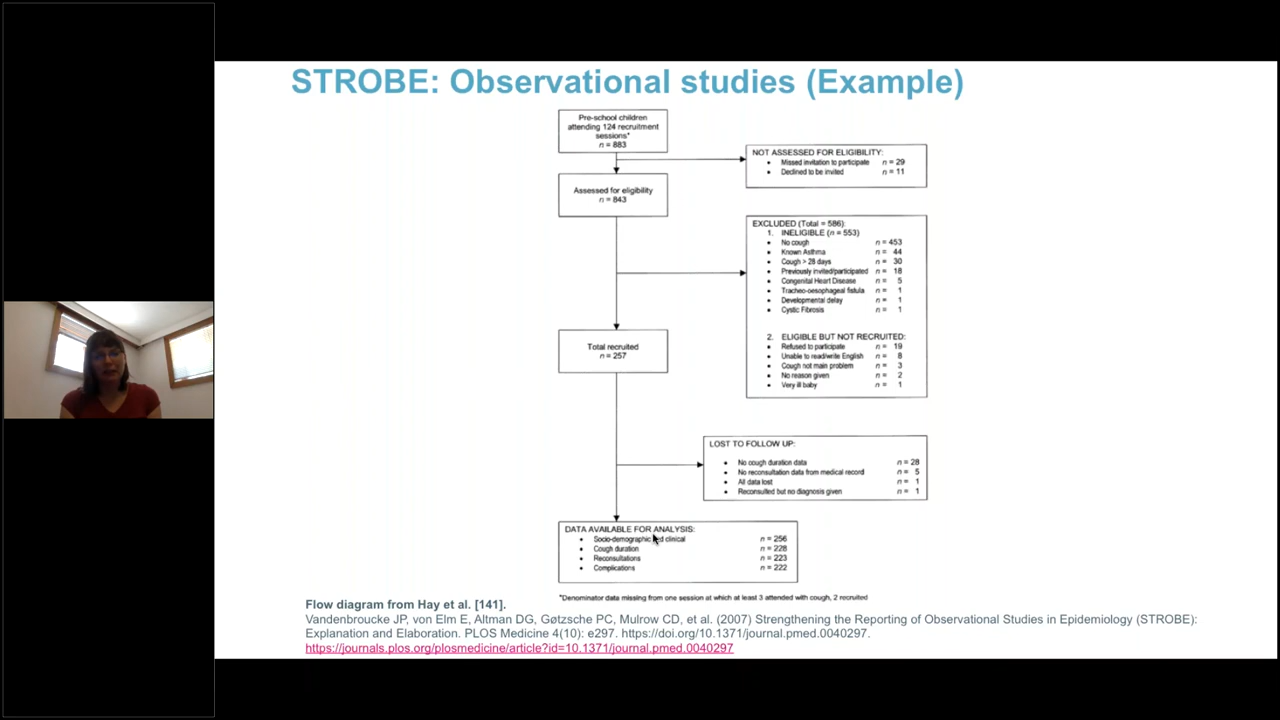 STROBE: Observational studies (Example)
Pre-school children
attending 124 recruitment
sessions*
n = 883
NOT ASSESSED FOR ELIGIBILITY:
• Missed invitation to participate n = 29
• Declined to be invited n = 11
Assessed for eligibility
n = 843
EXCLUDED (Total = 586):
1. INELIGIBLE (n = 553)
• No cough n = 453
• Known Asthma n = 44
• Cough > 28 days n = 30
• Previously invited/participated n = 18
• Congenital Heart Disease n = 5
• Tracheo-oesophageal fistula n = 1
• Developmental delay n = 1
• Cystic Fibrosis n = 1
2. ELIGIBLE BUT NOT RECRUITED:
• Refused to participate n = 19
• Unable to read/write English n = 8
• Cough not main problem n = 3
• No reason given n = 2
• Very ill baby n = 1
Total recruited
n = 257
LOST TO FOLLOW UP:
• No cough duration data n = 28
• No reconsultation data from medical record n = 5
• All data lost n = 1
• Reconsulted but no diagnosis given n = 1
DATA AVAILABLE FOR ANALYSIS:
• Socio-demographic and clinical n = 256
• Cough duration n = 228
• Reconsultations n = 223
• Complications n = 222
*Denominator data missing from one session at which at least 3 attended with cough, 2 recruited
Flow diagram from Hay et al. [141].
Vandenbroucke JP, von Elm E, Altman DG, Gøtzsche PC, Mulrow CD, et al. (2007) Strengthening the Reporting of Observational Studies in Epidemiology (STROBE):
Explanation and Elaboration. PLOS Medicine 4(10): e297. https://doi.org/10.1371/journal.pmed.0040297.
https://journals.plos.org/plosmedicine/article?id=10.1371/journal.pmed.0040297